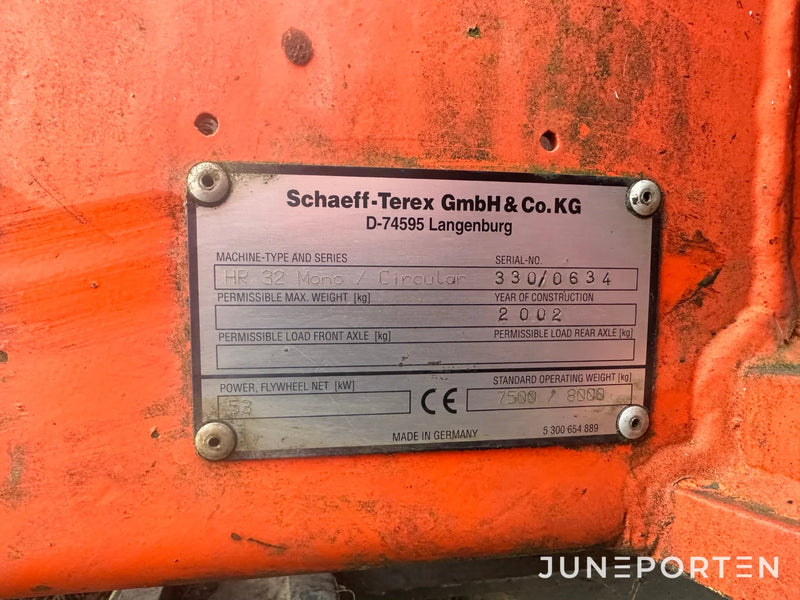 Schaeff-Terex GmbH & Co. KG
D-74595 Langenburg
MACHINE-TYPE AND SERIES SERIAL-NO.
HR 32 Mono / Circular 330/0634
PERMISSIBLE MAX. WEIGHT [kg] YEAR OF CONSTRUCTION
2002
PERMISSIBLE LOAD FRONT AXLE [kg] PERMISSIBLE LOAD REAR AXLE [kg]
POWER, FLYWHEEL NET [kW] STANDARD OPERATING WEIGHT [kg]
53 CE 7500 / 8000
MADE IN GERMANY 5 300 654 889
JUNEPORTEN